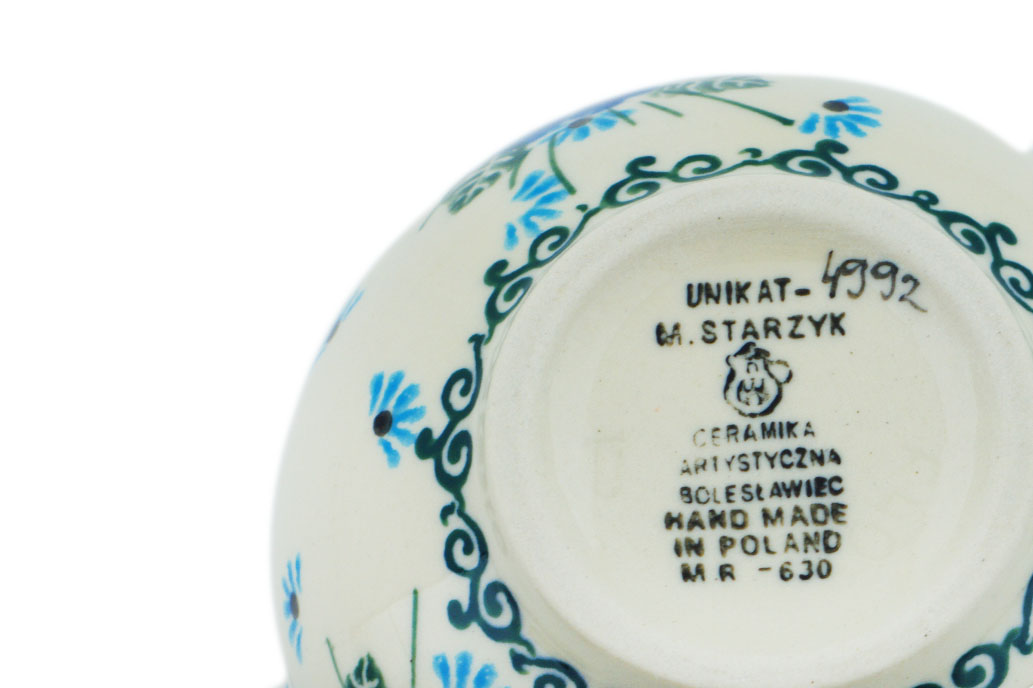 UNIKAT- 4992
M. STARZYK
CERAMIKA
ARTYSTYCZNA
BOLESŁAWIEC
HAND MADE
IN POLAND
M R -630